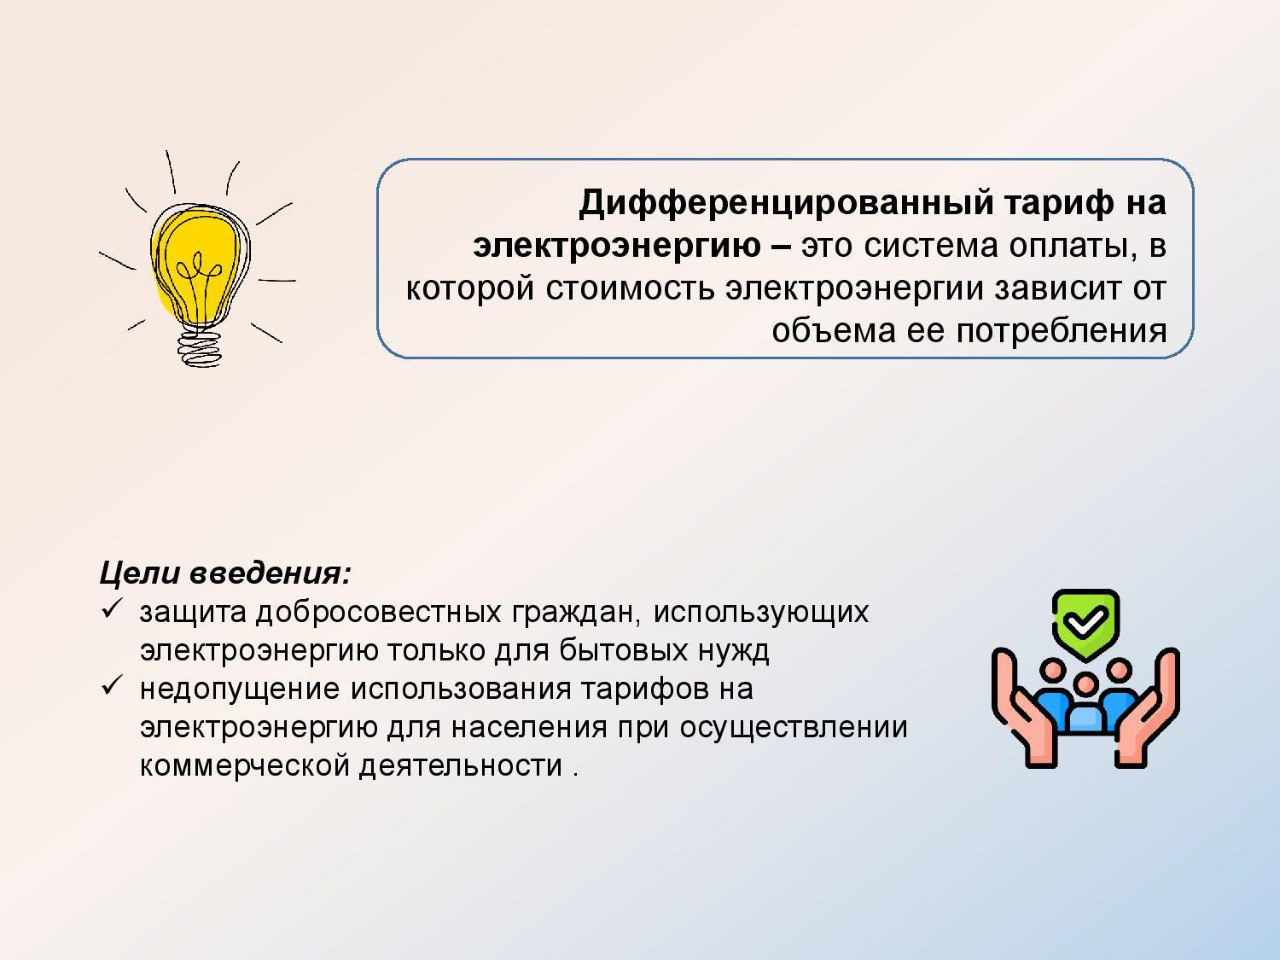 Дифференцированный тариф на
электроэнергию – это система оплаты, в
которой стоимость электроэнергии зависит от
объема ее потребления
Цели введения:
✓ защита добросовестных граждан, использующих
электроэнергию только для бытовых нужд
✓ недопущение использования тарифов на
электроэнергию для населения при осуществлении
коммерческой деятельности .